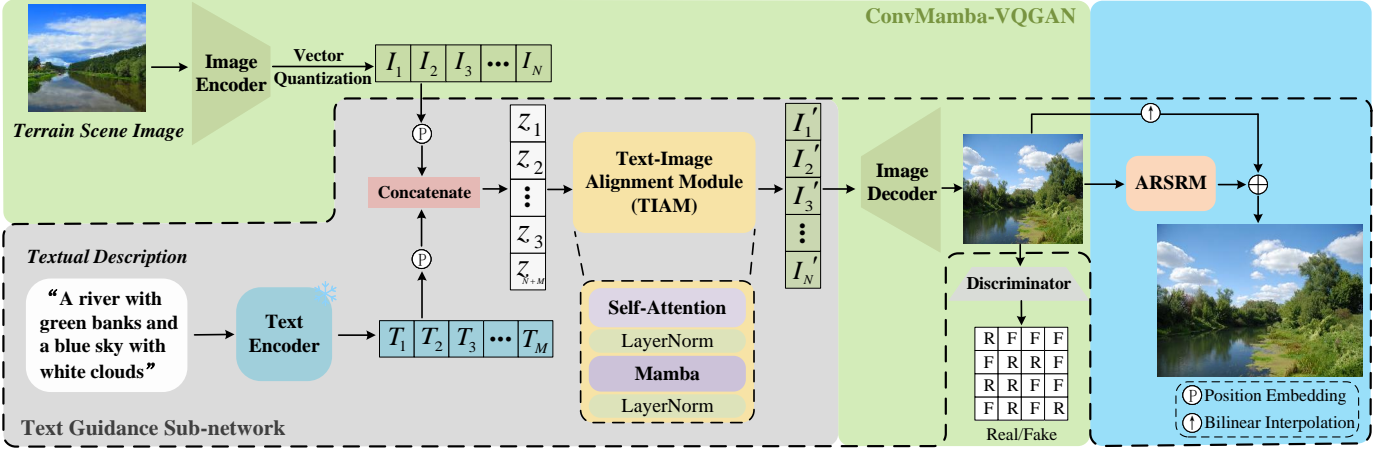 ConvMamba-VQGAN
Image
Encoder
Vector
Quantization
I1 I2 I3 ••• IN
Terrain Scene Image
P
Concatenate
P
z1
z2
⋮
z3
zN+M
Text-Image
Alignment Module
(TIAM)
I1′
I2′
I3′
⋮
IN′
Image
Decoder
ARSRM
Textual Description
“A river with
green banks and
a blue sky with
white clouds”
Text
Encoder
T1 T2 T3 ••• TM
Self-Attention
LayerNorm
Mamba
LayerNorm
Discriminator
R F F F
F R F R
R R F F
F R F R
Real/Fake
P Position Embedding
↑ Bilinear Interpolation
Text Guidance Sub-network